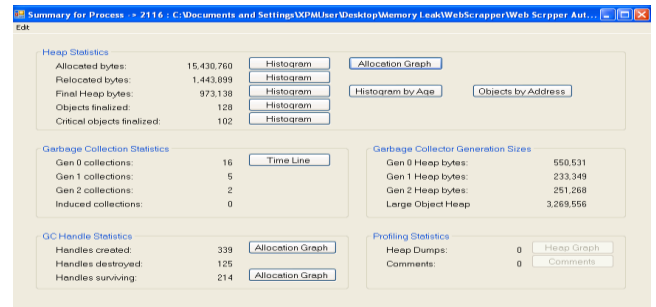 Summary for Process -> 2116 : C:\Documents and Settings\XPMUser\Desktop\Memory Leak\WebScrapper\Web Scrpper Aut...
Edit
Heap Statistics
Allocated bytes: 15,430,760 Histogram Allocation Graph
Relocated bytes: 1,443,899 Histogram
Final Heap bytes: 973,138 Histogram Histogram by Age Objects by Address
Objects finalized: 128 Histogram
Critical objects finalized: 102 Histogram
Garbage Collection Statistics
Gen 0 collections: 16 Time Line
Gen 1 collections: 5
Gen 2 collections: 2
Induced collections: 0
Garbage Collector Generation Sizes
Gen 0 Heap bytes: 550,531
Gen 1 Heap bytes: 233,349
Gen 2 Heap bytes: 251,268
Large Object Heap 3,269,556
GC Handle Statistics
Handles created: 339 Allocation Graph
Handles destroyed: 125
Handles surviving: 214 Allocation Graph
Profiling Statistics
Heap Dumps: 0 Heap Graph
Comments: 0 Comments